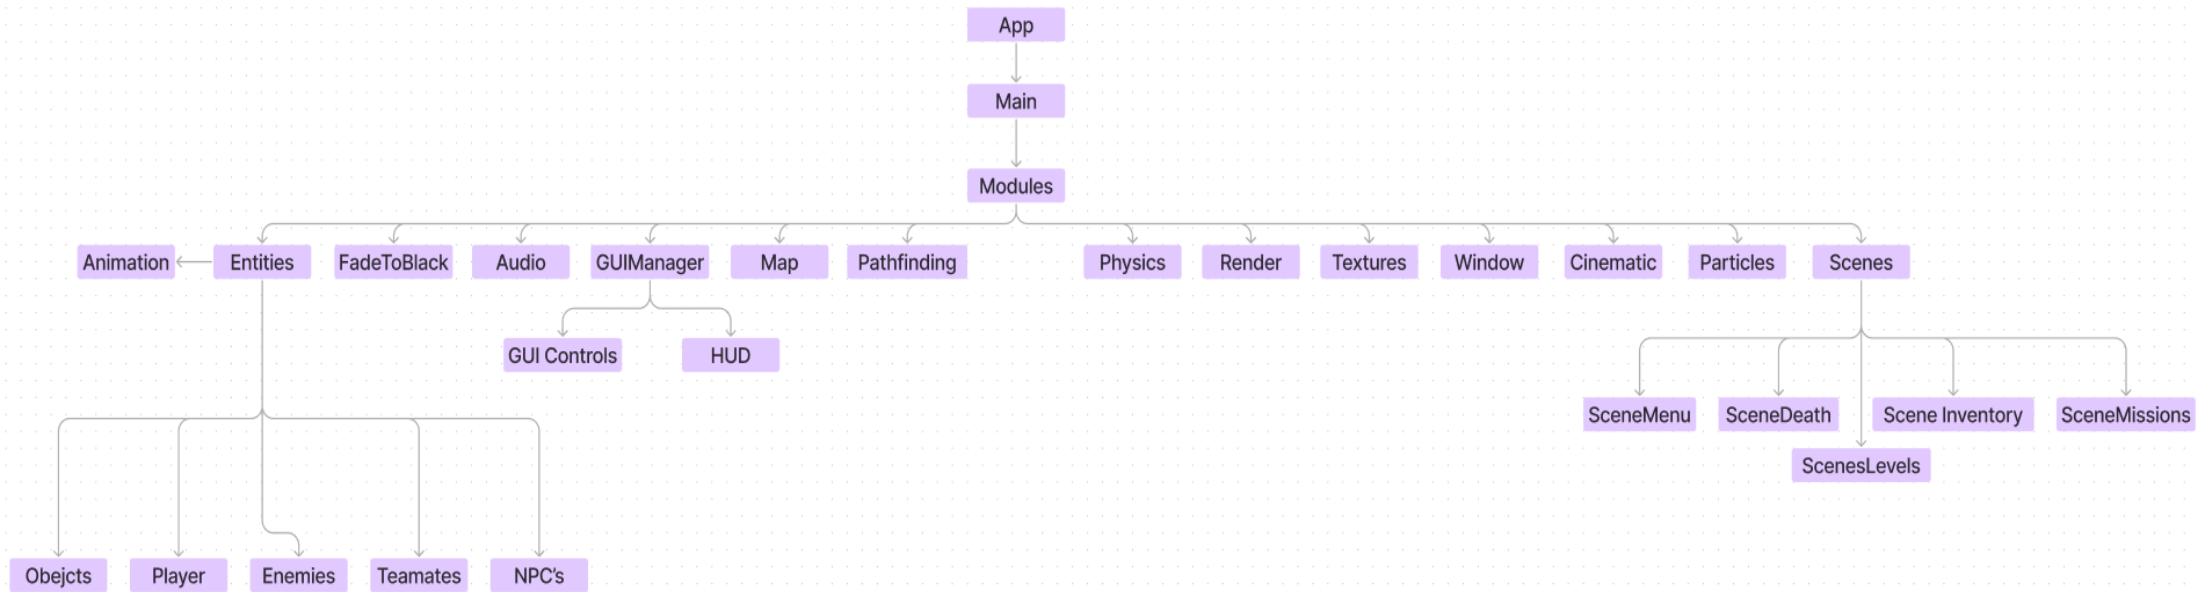 App
Main
Modules
Animation
Entities
FadeToBlack
Audio
GUIManager
Map
Pathfinding
Physics
Render
Textures
Window
Cinematic
Particles
Scenes
GUI Controls
HUD
SceneMenu
SceneDeath
Scene Inventory
SceneMissions
ScenesLevels
Obejcts
Player
Enemies
Teamates
NPC's